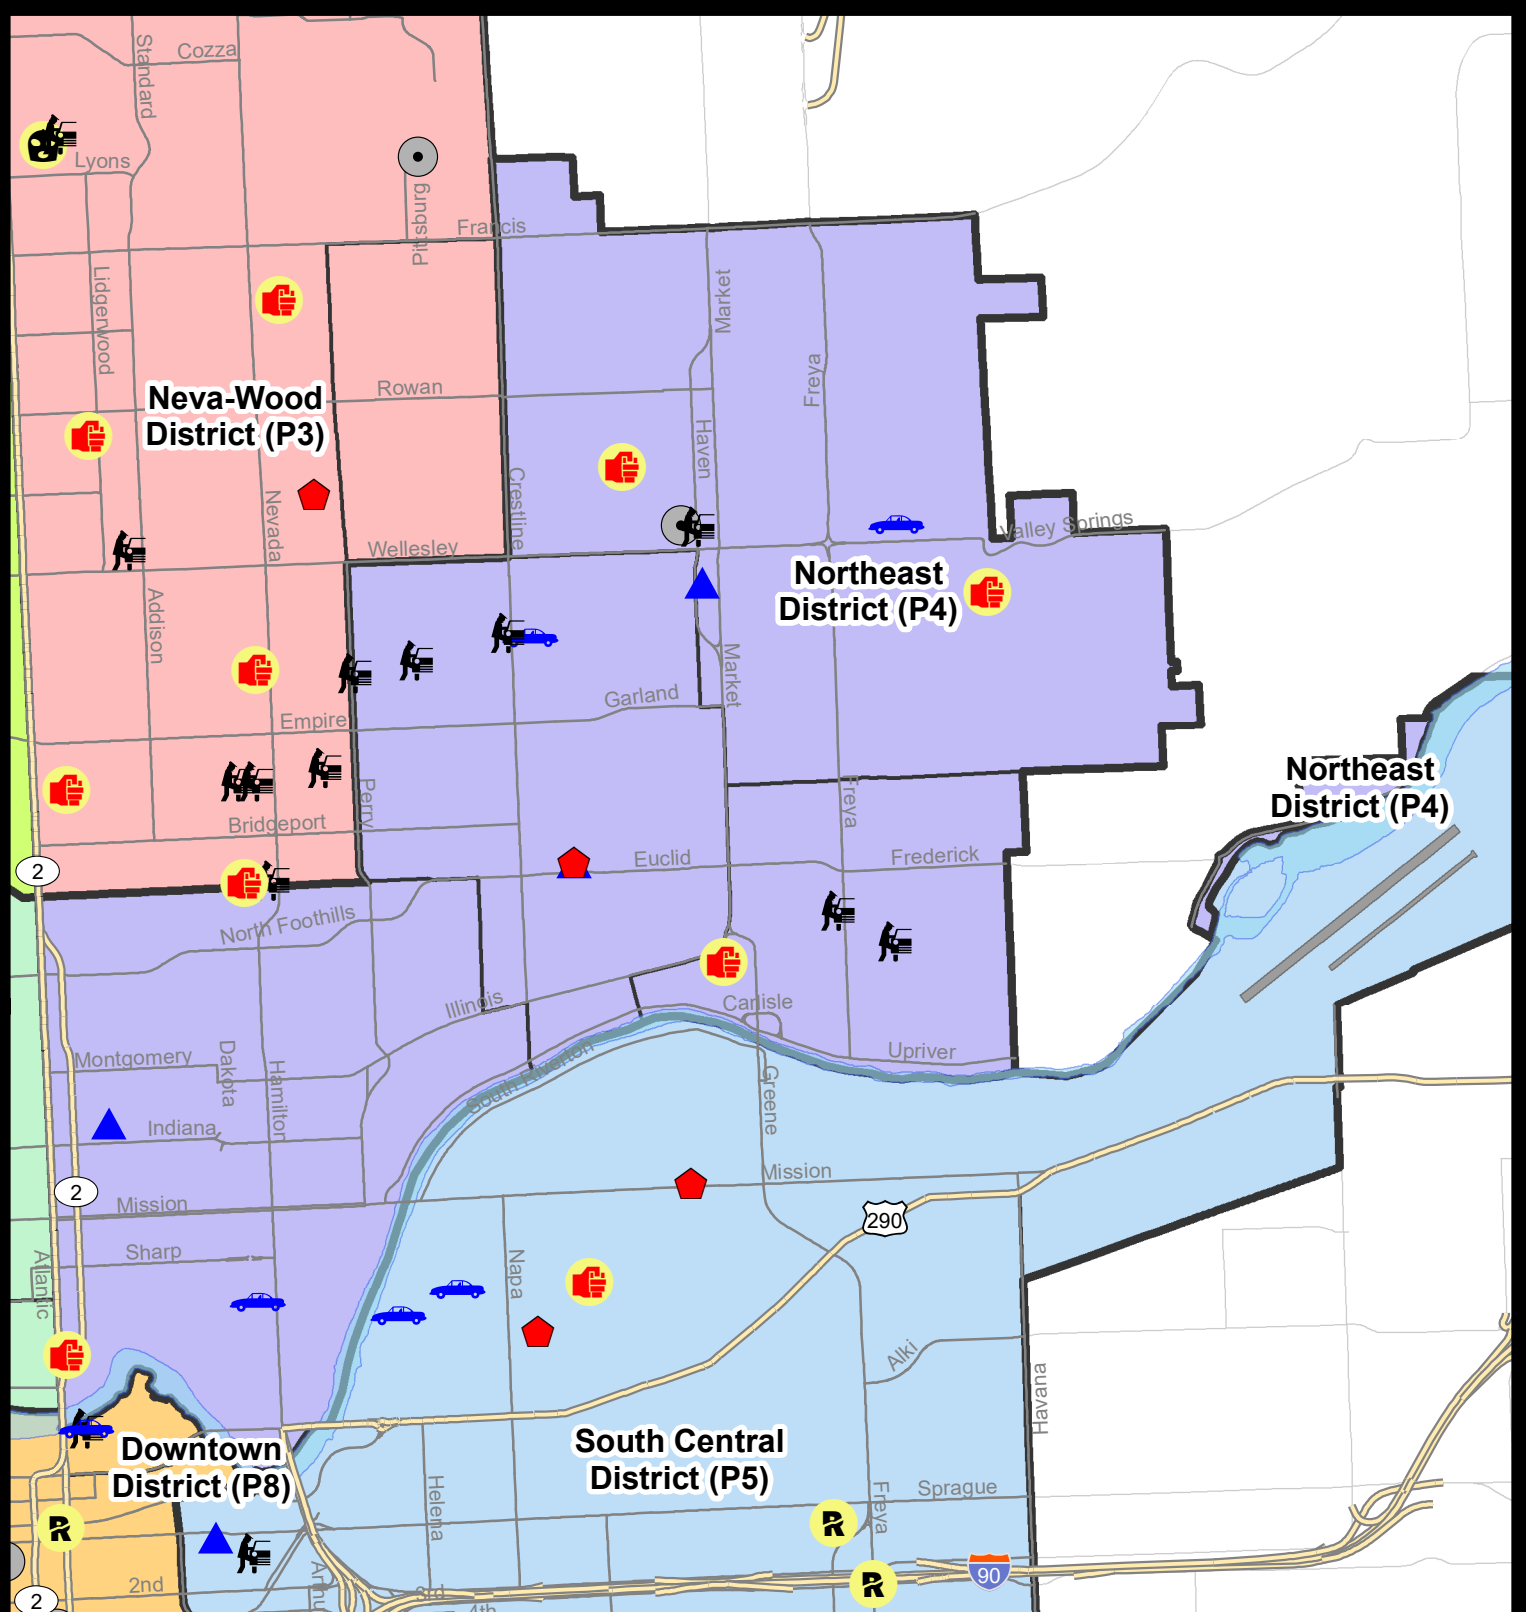 Standard
Cozza
Lyons
Pittsburg
Francis
Lidgerwood
Market
Freya
Neva-Wood
District (P3)
Rowan
Haven
Crestline
Nevada
Wellesley
Valley Springs
Northeast
District (P4)
Addison
Market
Garland
Empire
Perry
Freya
Northeast
District (P4)
Bridgeport
Euclid
Frederick
2
North Foothills
Illinois
Carlisle
Montgomery
Dakota
Hamilton
South Riverton
Upriver
Greene
Indiana
Mission
2
Mission
290
Sharp
Atlantic
Napa
Alki
Havana
Downtown
District (P8)
South Central
District (P5)
Helena
Freya
Sprague
R
R
2nd
3rd
4th
R
90
2